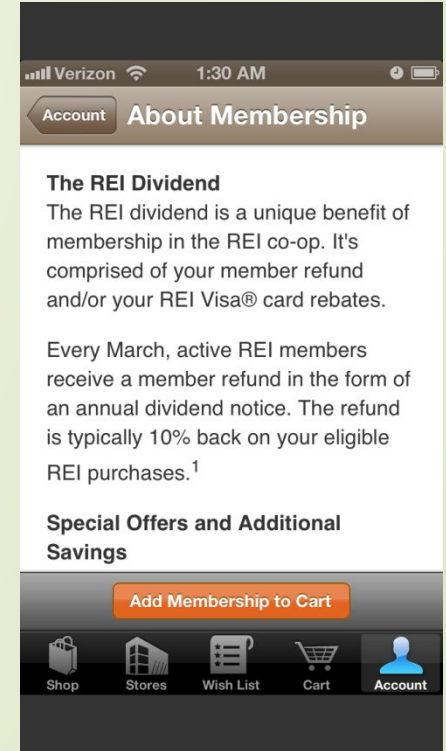 Verizon 1:30 AM
Account About Membership
The REI Dividend
The REI dividend is a unique benefit of
membership in the REI co-op. It's
comprised of your member refund
and/or your REI Visa® card rebates.
Every March, active REI members
receive a member refund in the form of
an annual dividend notice. The refund
is typically 10% back on your eligible
REI purchases.1
Special Offers and Additional
Savings
Add Membership to Cart
Shop Stores Wish List Cart Account